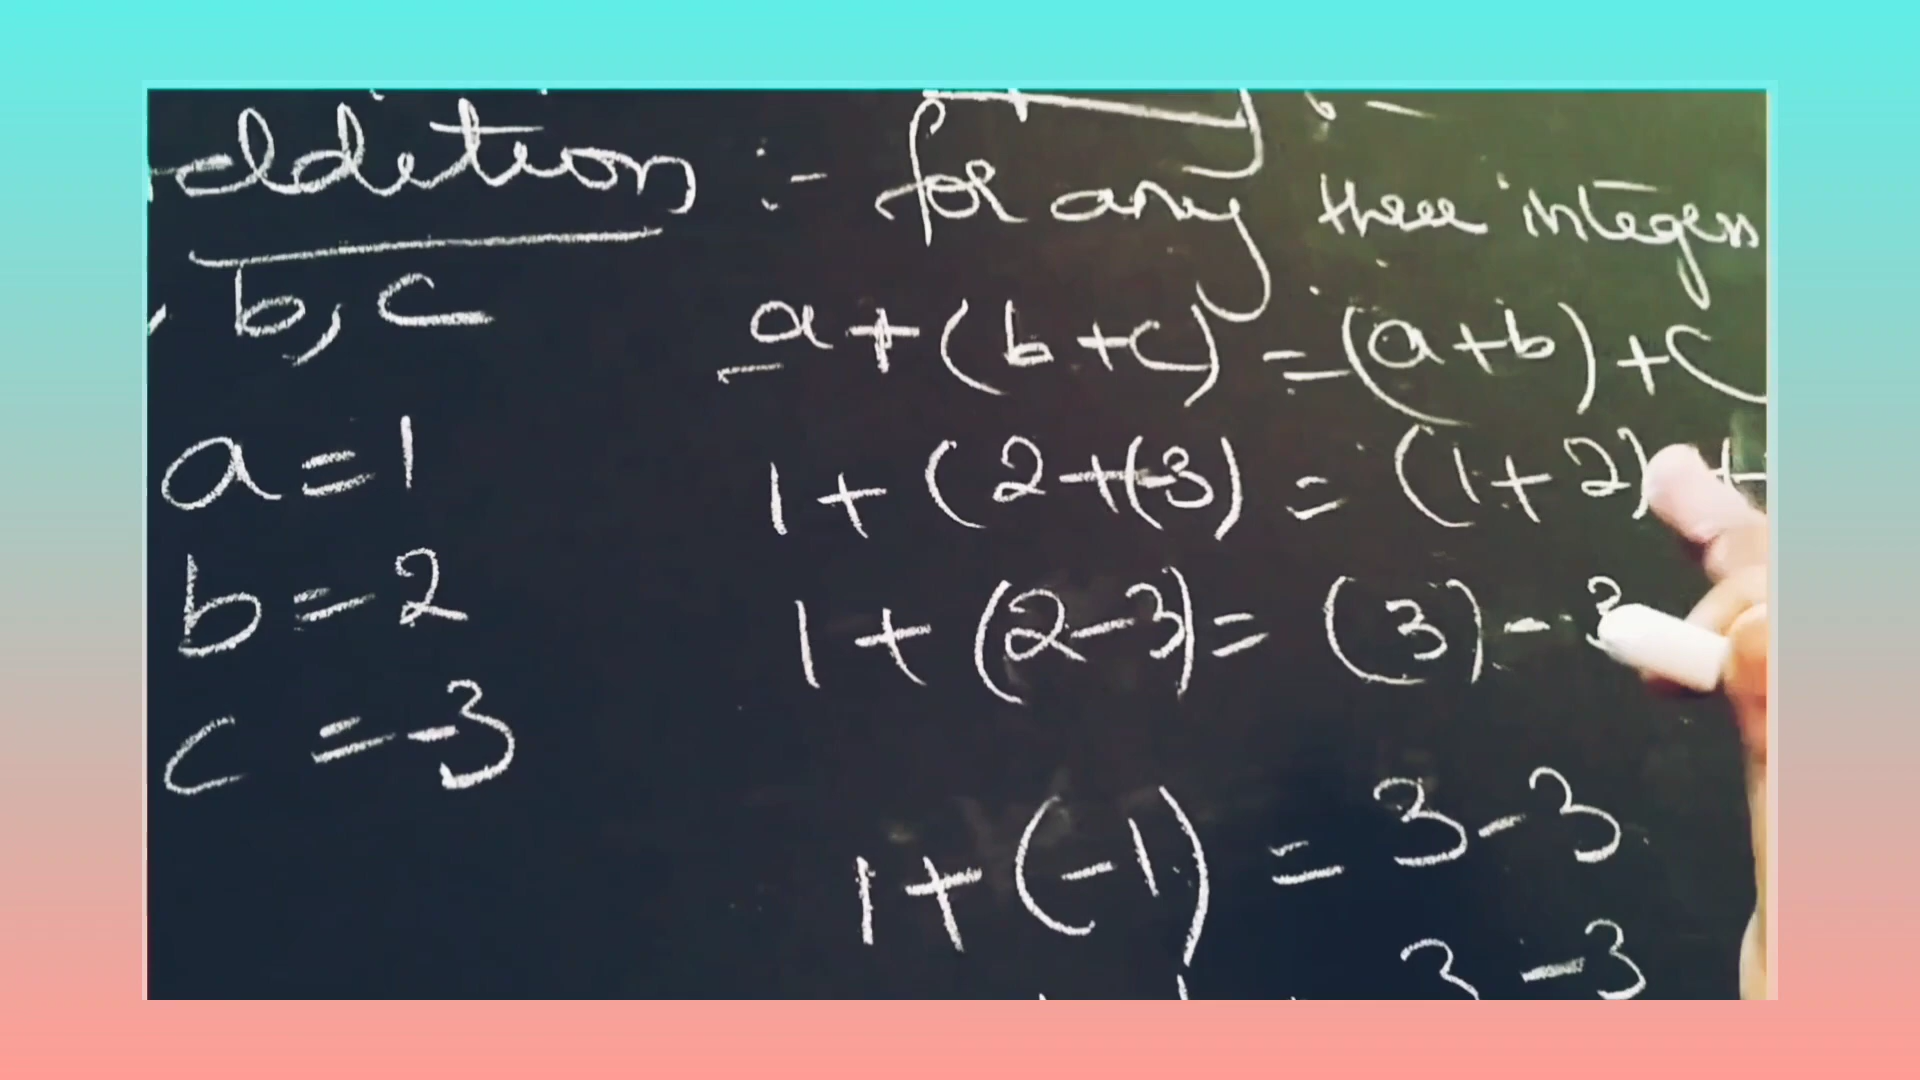 addition :- for any three integers
, b, c
a + (b+c) = (a+b) + c
a = 1
1 + (2+(-3) = (1+2) +
b = 2
1 + (2-3) = (3) - 3
c = -3
1 + (-1) = 3-3
3 - 3